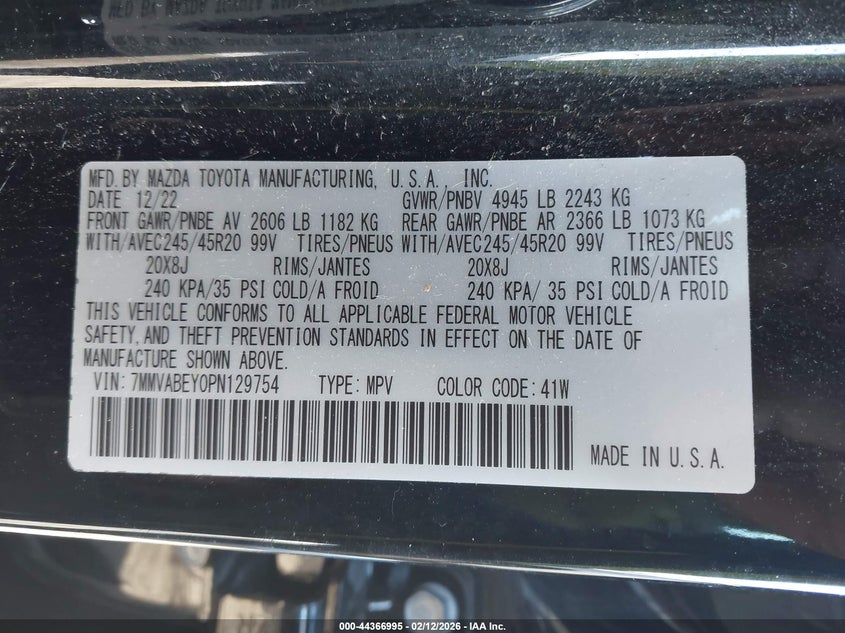 MFD. BY MAZDA TOYOTA MANUFACTURING, U.S.A., INC.
DATE 12/22 GVWR/PNBV 4945 LB 2243 KG
FRONT GAWR/PNBE AV 2606 LB 1182 KG REAR GAWR/PNBE AR 2366 LB 1073 KG
WITH/AVEC245/45R20 99V TIRES/PNEUS WITH/AVEC245/45R20 99V TIRES/PNEUS
20X8J RIMS/JANTES 20X8J RIMS/JANTES
240 KPA/35 PSI COLD/A FROID 240 KPA/ 35 PSI COLD/A FROID
THIS VEHICLE CONFORMS TO ALL APPLICABLE FEDERAL MOTOR VEHICLE
SAFETY, AND THEFT PREVENTION STANDARDS IN EFFECT ON THE DATE OF
MANUFACTURE SHOWN ABOVE.
VIN: 7MMVABEY0PN129754 TYPE: MPV COLOR CODE: 41W
MADE IN U.S.A.
000-44366995 - 02/12/2026 - IAA Inc.